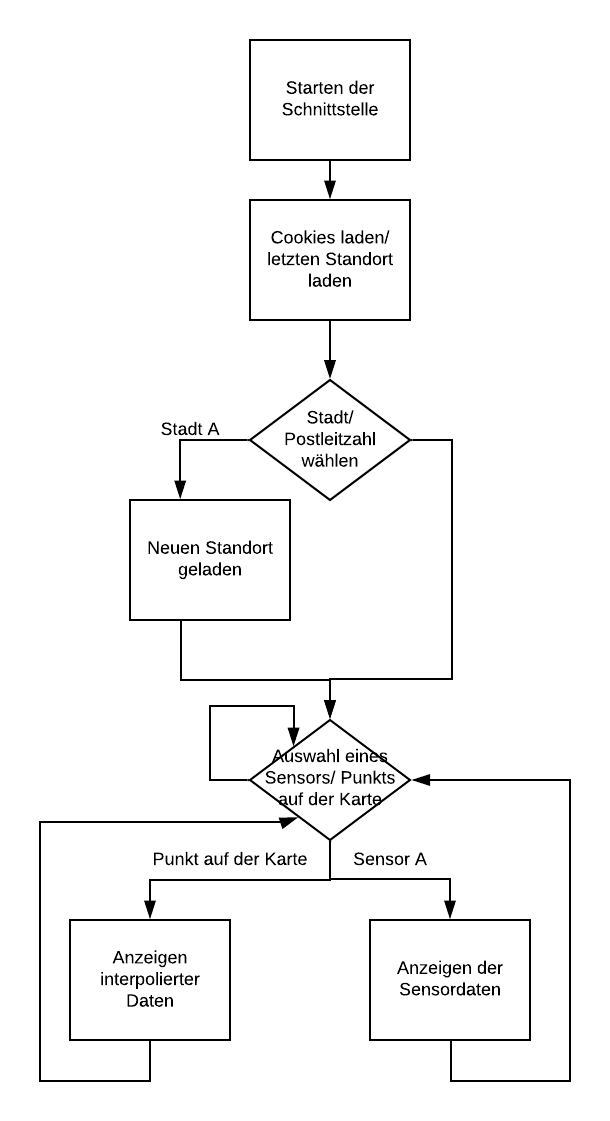 Starten der
Schnittstelle
Cookies laden/
letzten Standort
laden
Stadt/
Postleitzahl
wählen
Stadt A
Neuen Standort
geladen
Auswahl eines
Sensors/ Punkts
auf der Karte
Punkt auf der Karte
Sensor A
Anzeigen
interpolierter
Daten
Anzeigen der
Sensordaten